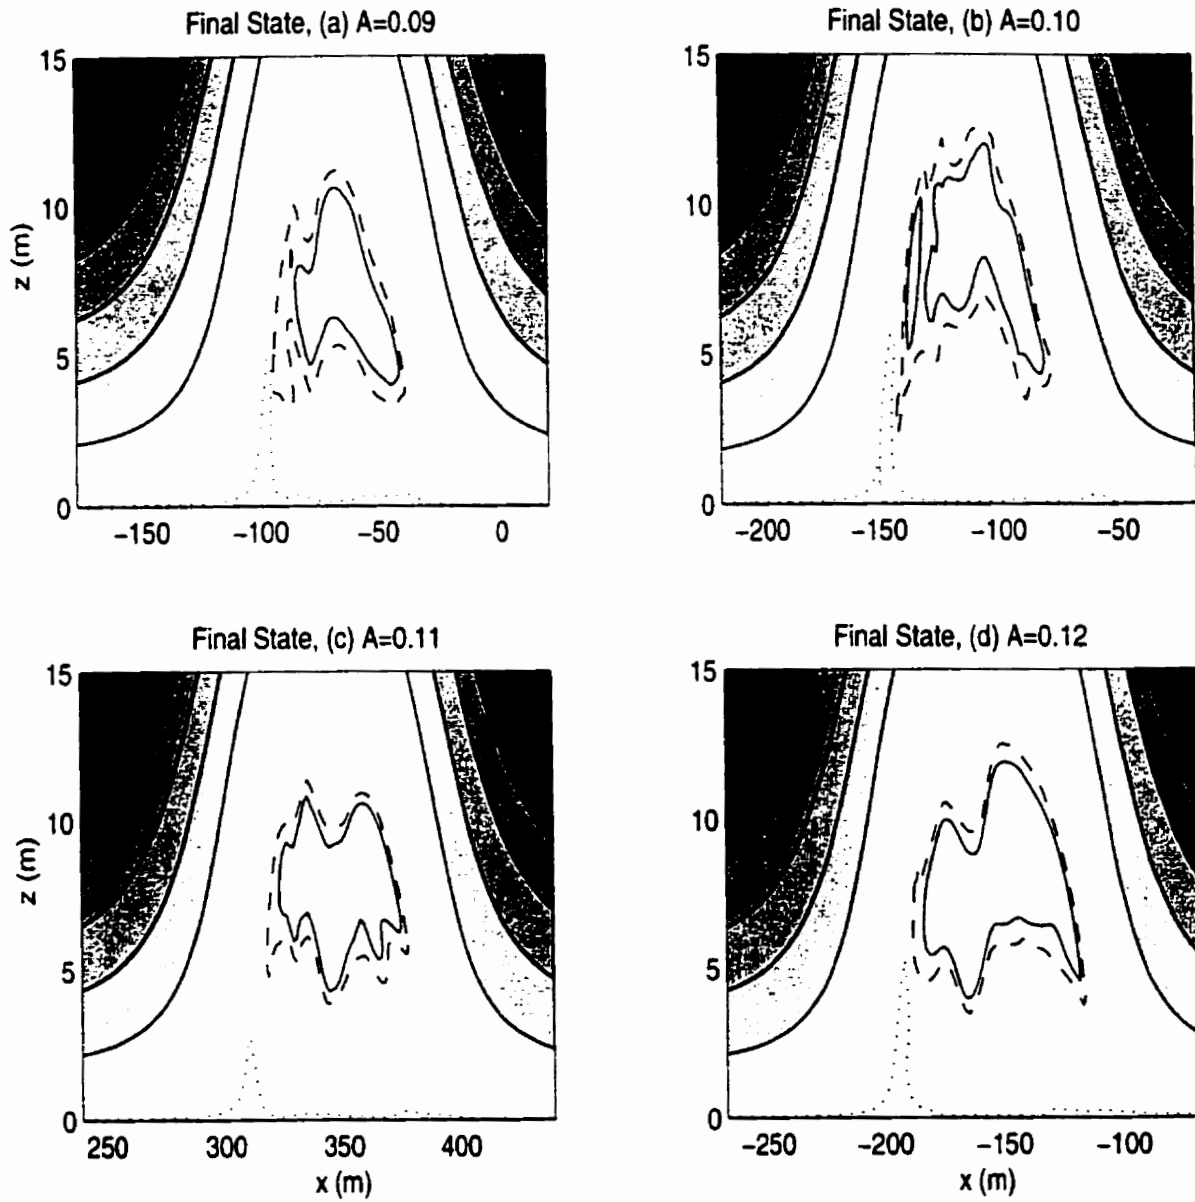 Final State, (a) A=0.09
Final State, (b) A=0.10
15
10
5
0
z (m)
-150 -100 -50 0
15
10
5
0
-200 -150 -100 -50
Final State, (c) A=0.11
Final State, (d) A=0.12
15
10
5
0
z (m)
250 300 350 400
x (m)
15
10
5
0
-250 -200 -150 -100
x (m)